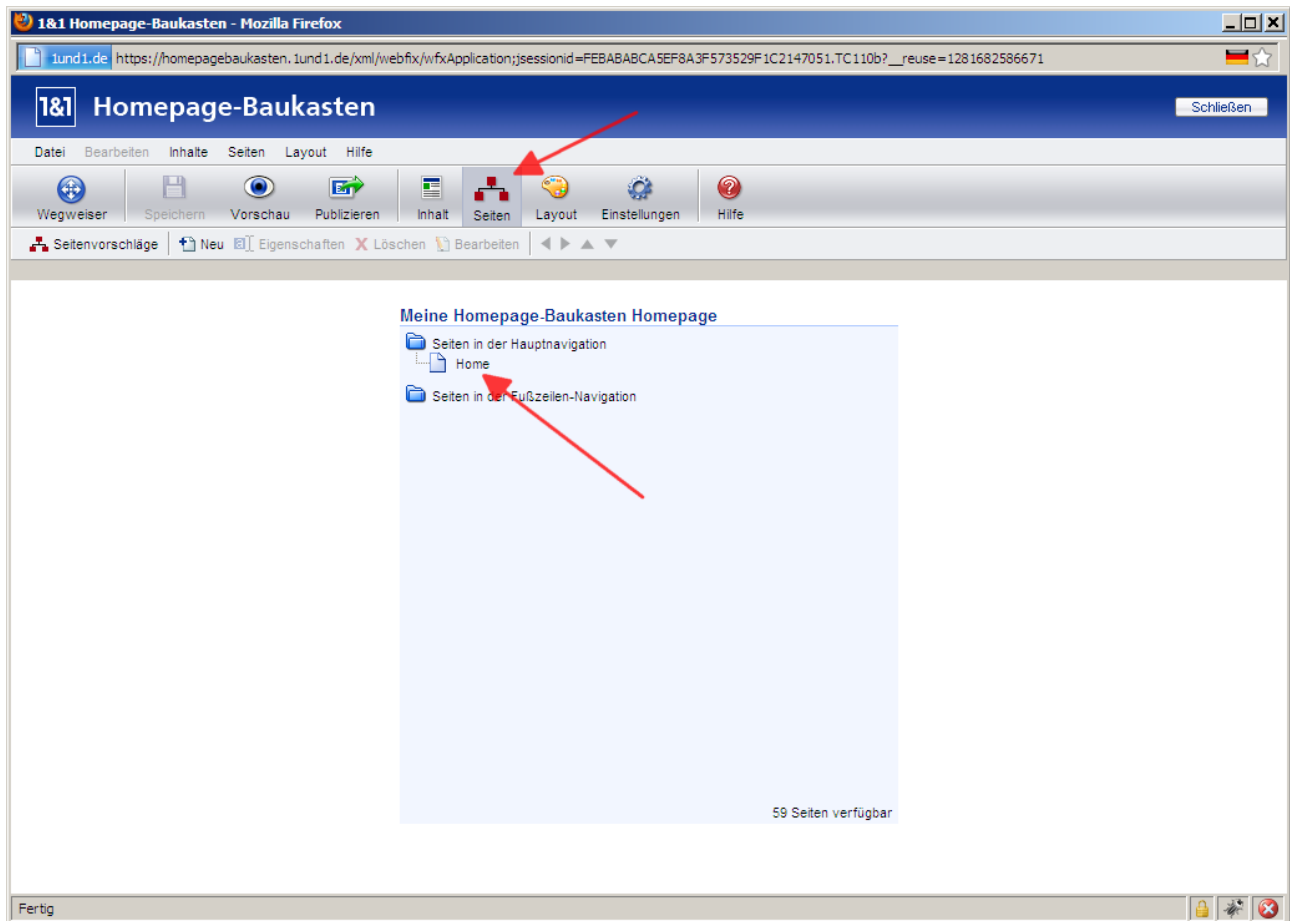 1&1 Homepage-Baukasten - Mozilla Firefox
1und1.de https://homepagebaukasten.1und1.de/xml/webfix/wfxApplication;jsessionid=FEBABABCA5EF8A3F573529F1C2147051.TC110b?__reuse=1281682586671
1&1 Homepage-Baukasten Schließen
Datei Bearbeiten Inhalte Seiten Layout Hilfe
Wegweiser Speichern Vorschau Publizieren Inhalt Seiten Layout Einstellungen Hilfe
Seitenvorschläge Neu Eigenschaften Löschen Bearbeiten
Meine Homepage-Baukasten Homepage
Seiten in der Hauptnavigation
Home
Seiten in der Fußzeilen-Navigation
59 Seiten verfügbar
Fertig